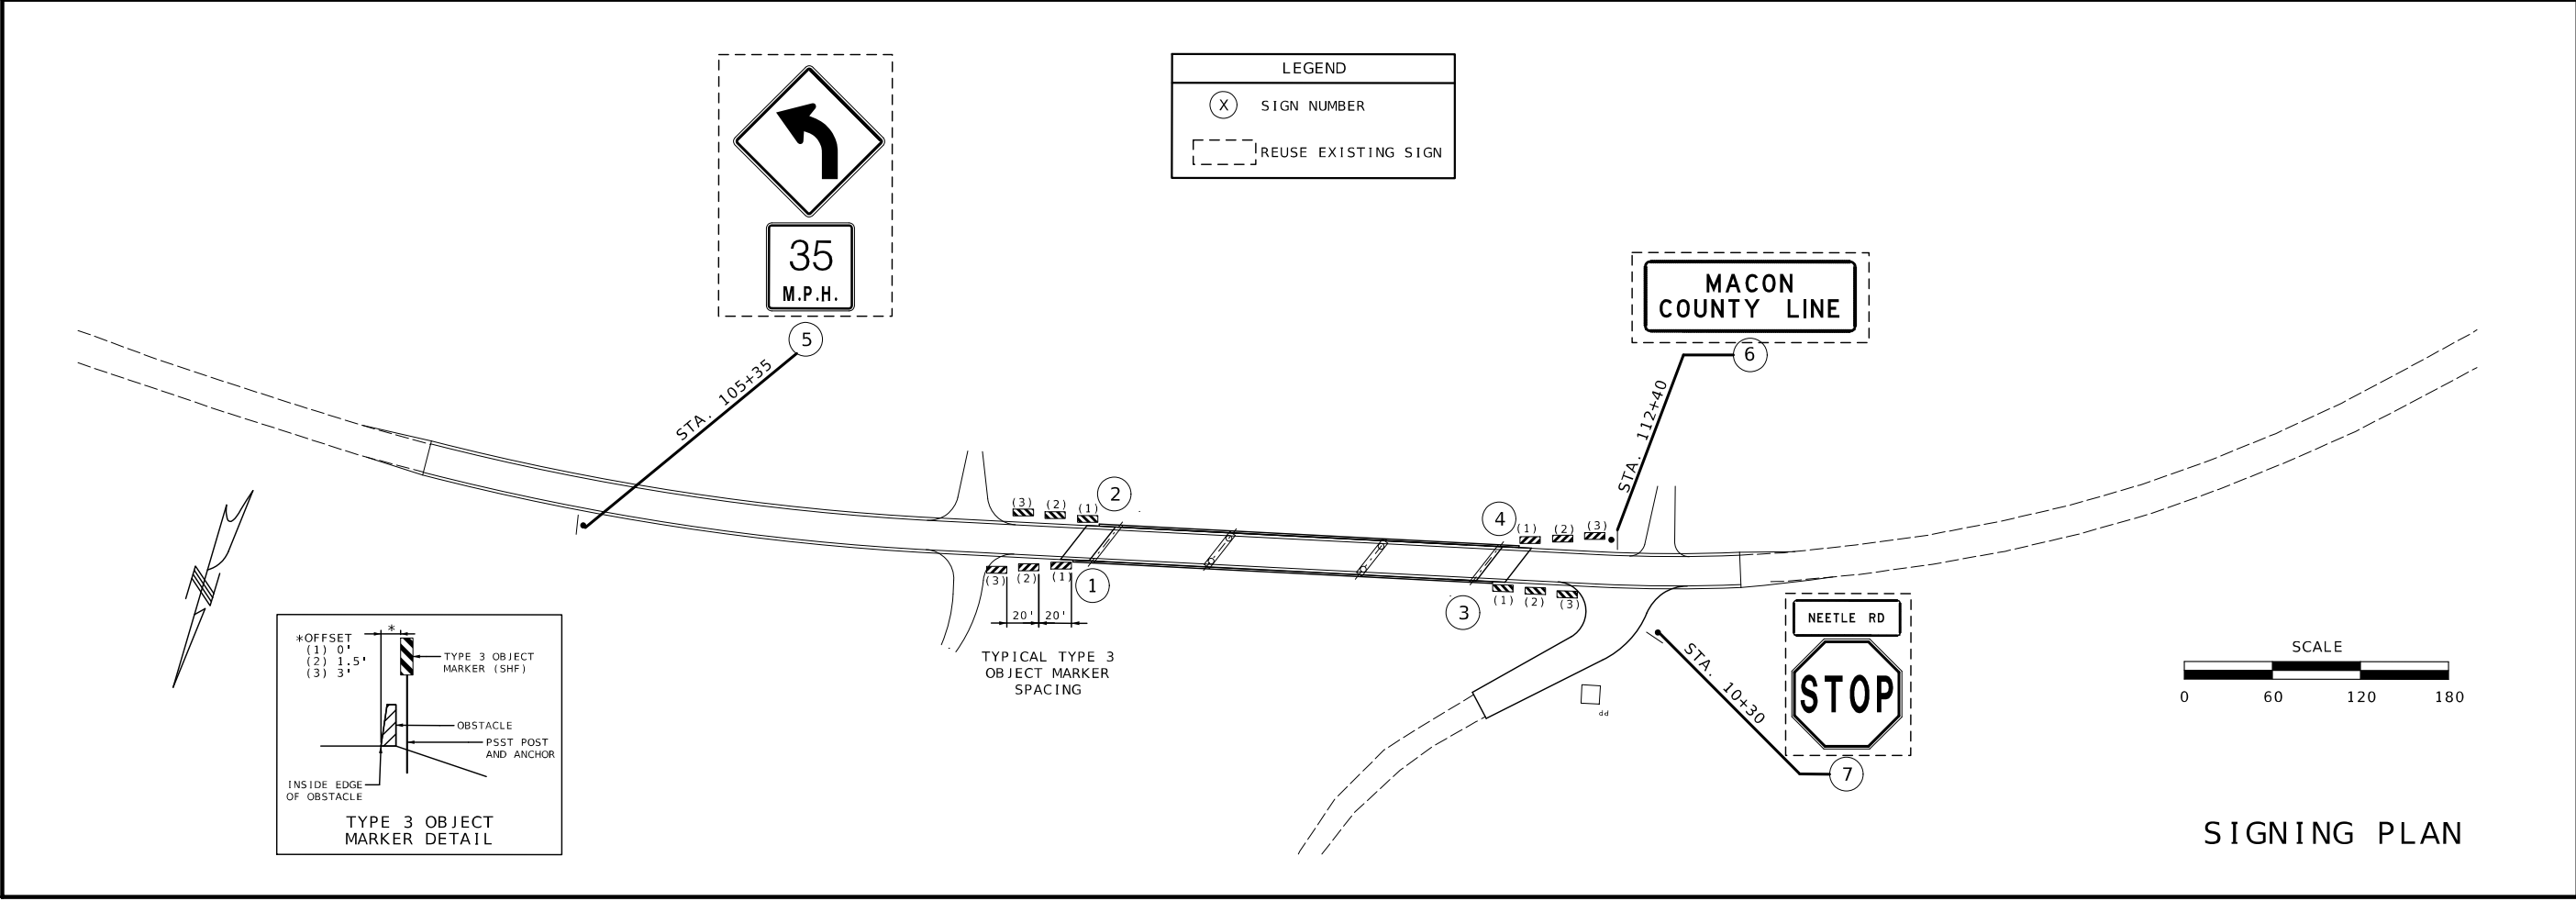 LEGEND
X SIGN NUMBER
REUSE EXISTING SIGN
35
M.P.H.
5
STA. 105+35
MACON
COUNTY LINE
6
STA. 112+40
2
(3) (2) (1)
4
(1) (2) (3)
(3) (2) (1)
1
3
(1) (2) (3)
20' 20'
TYPICAL TYPE 3
OBJECT MARKER
SPACING
*
*OFFSET
(1) 0'
(2) 1.5'
(3) 3'
TYPE 3 OBJECT
MARKER (SHF)
OBSTACLE
PSST POST
AND ANCHOR
INSIDE EDGE
OF OBSTACLE
TYPE 3 OBJECT
MARKER DETAIL
NEETLE RD
STOP
STA. 10+30
7
dd
SCALE
0 60 120 180
SIGNING PLAN